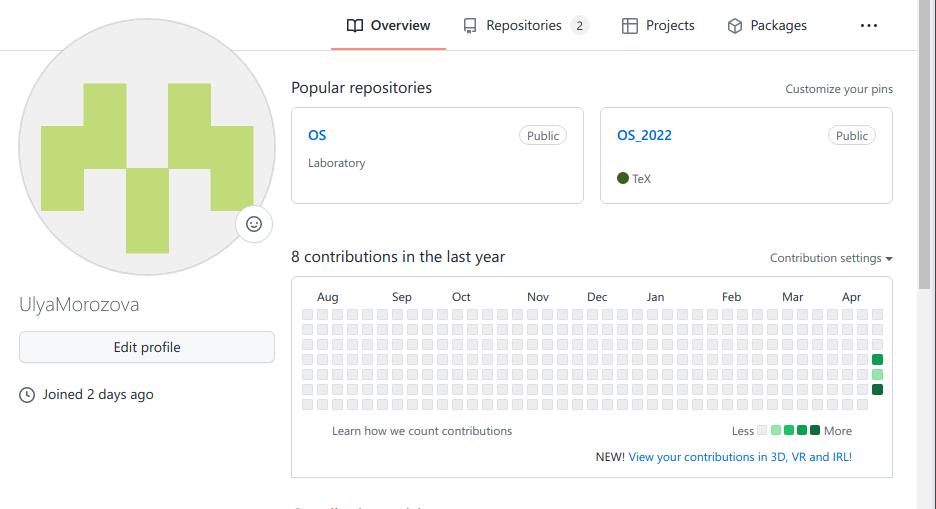 Overview Repositories 2 Projects Packages
Popular repositories Customize your pins
OS Public
Laboratory
OS_2022 Public
TeX
8 contributions in the last year Contribution settings
Aug Sep Oct Nov Dec Jan Feb Mar Apr
Learn how we count contributions Less More
NEW! View your contributions in 3D, VR and IRL!
UlyaMorozova
Edit profile
Joined 2 days ago